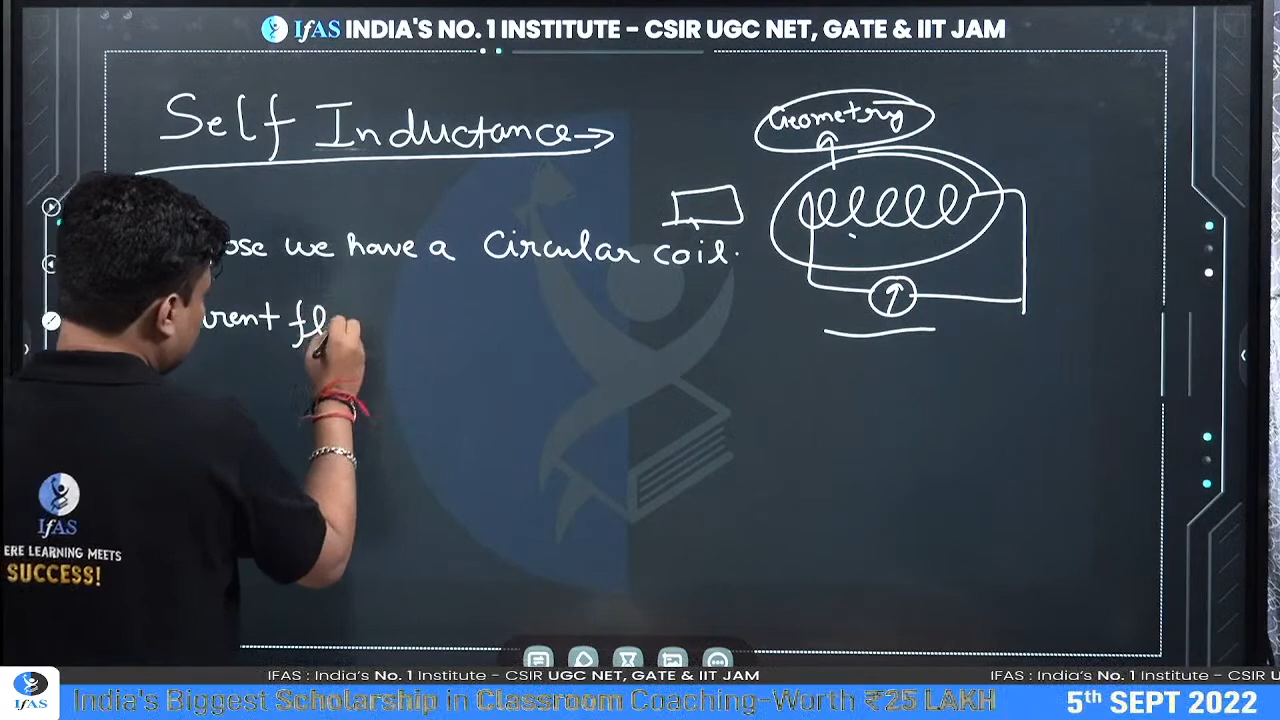 IfAS INDIA'S NO. 1 INSTITUTE - CSIR UGC NET, GATE & IIT JAM
Self Inductance
Geometry
ose we have a Circular coil.
rent fl
IfAS
ERE LEARNING MEETS
SUCCESS!
IFAS : India's No. 1 Institute - CSIR UGC NET, GATE & IIT JAM
IFAS : India's No. 1 Institute - CSIR U
IFAS
India's Biggest Scholarship in Classroom Coaching-Worth ₹25 LAKH
5th SEPT 2022